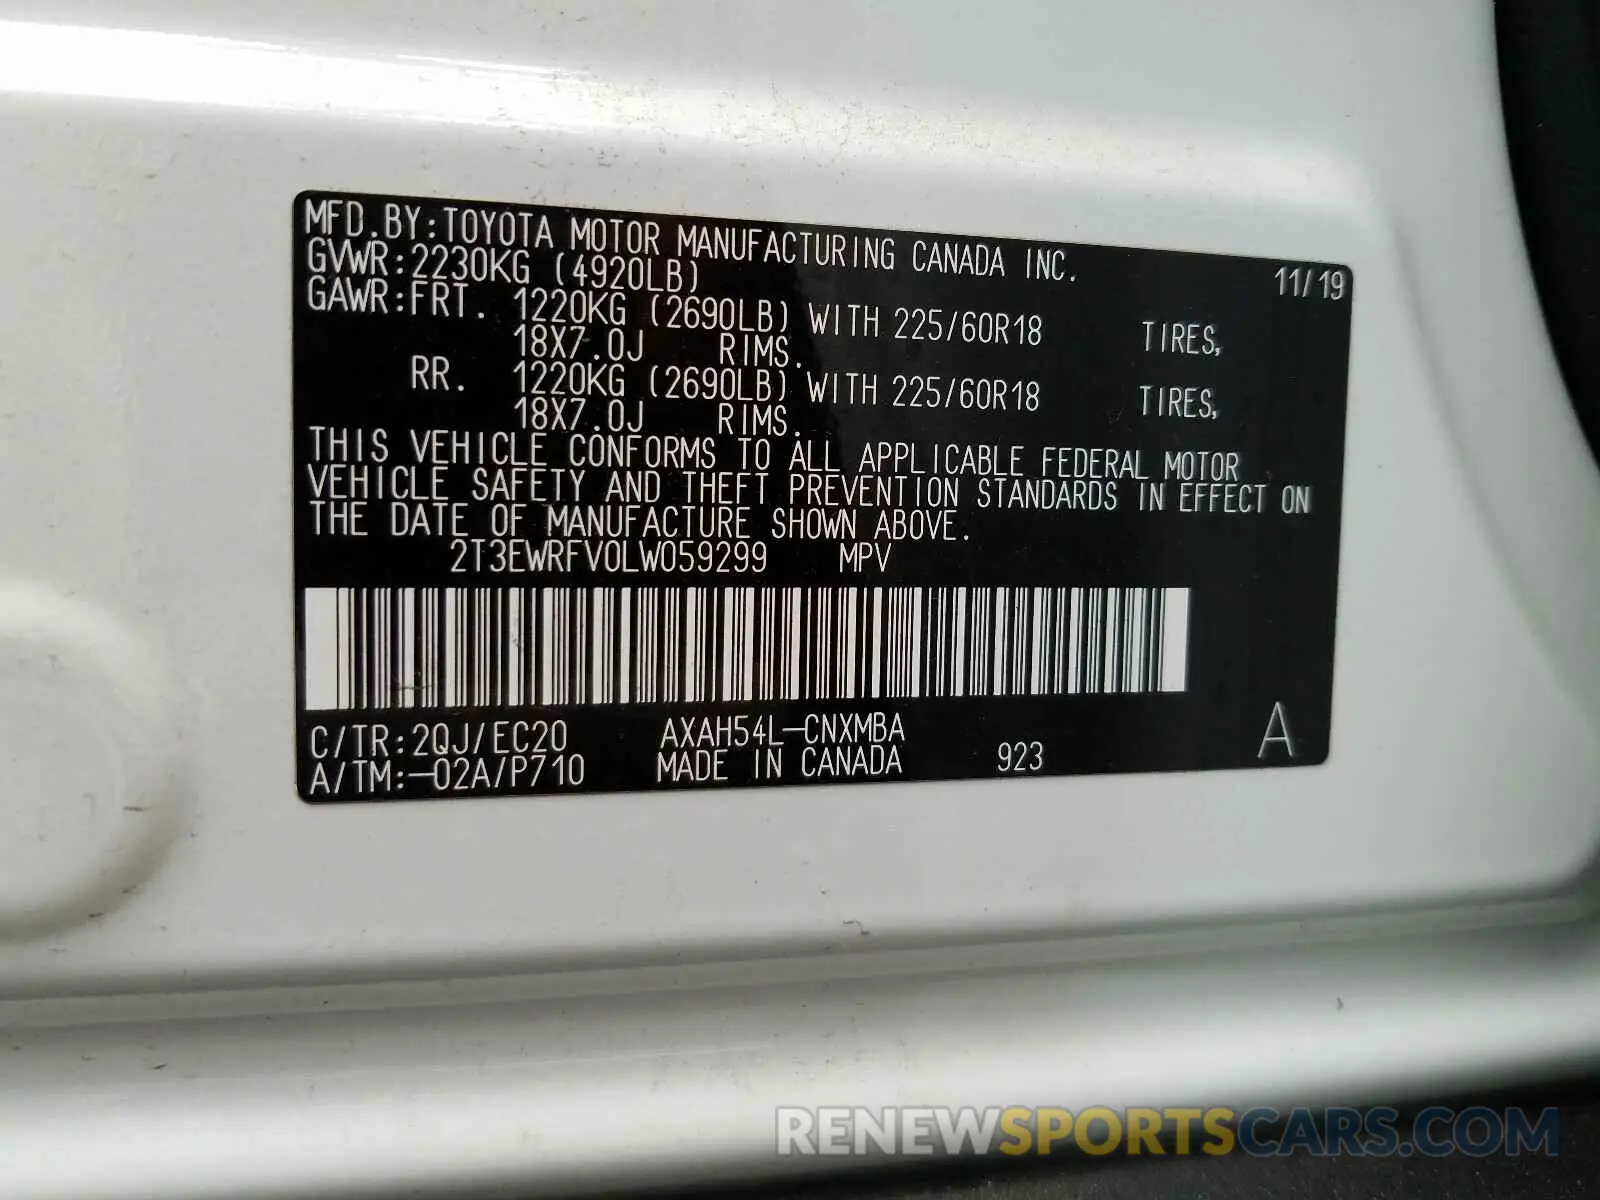 MFD.BY:TOYOTA MOTOR MANUFACTURING CANADA INC. 11/19
GVWR:2230KG (4920LB)
GAWR:FRT. 1220KG (2690LB) WITH 225/60R18 TIRES,
18X7.0J RIMS.
RR. 1220KG (2690LB) WITH 225/60R18 TIRES,
18X7.0J RIMS.
THIS VEHICLE CONFORMS TO ALL APPLICABLE FEDERAL MOTOR
VEHICLE SAFETY AND THEFT PREVENTION STANDARDS IN EFFECT ON
THE DATE OF MANUFACTURE SHOWN ABOVE.
2T3EWRFV0LW059299 MPV
C/TR:2QJ/EC20 AXAH54L-CNXMBA
A/TM:-02A/P710 MADE IN CANADA 923 A
RENEWSPORTSCARS.COM